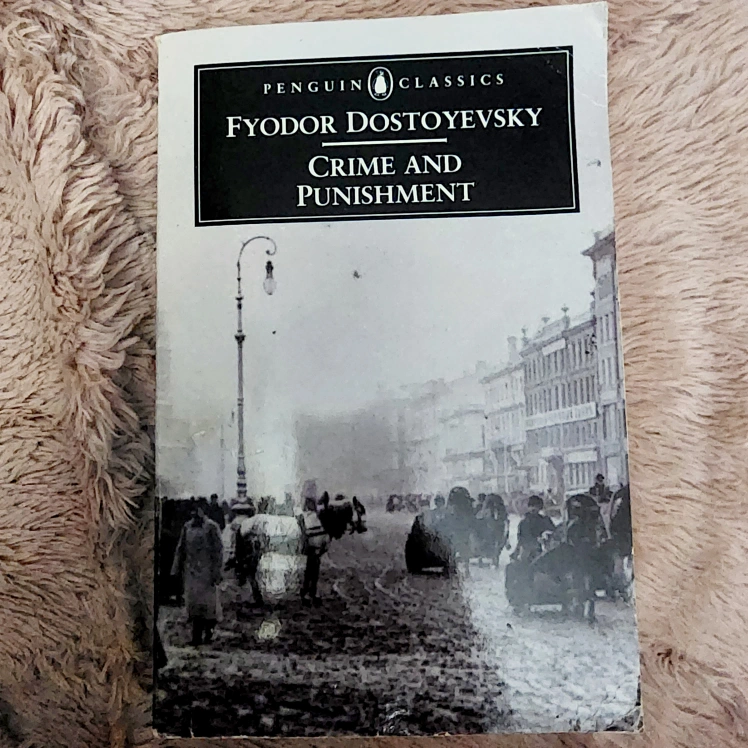 PENGUIN CLASSICS
FYODOR DOSTOYEVSKY
CRIME AND
PUNISHMENT